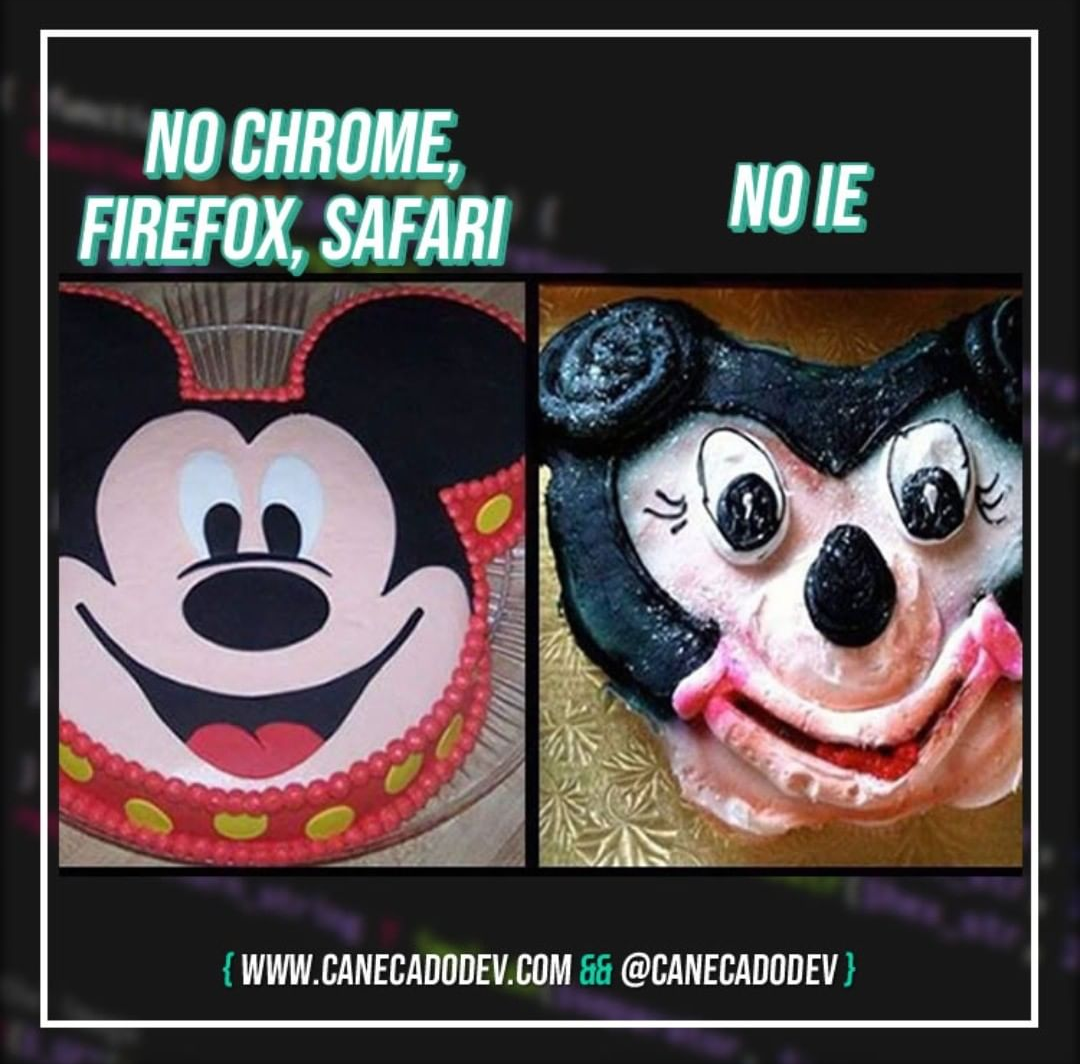 NO CHROME,
FIREFOX, SAFARI
NO IE
{ WWW.CANECADODEV.COM && @CANECADODEV }